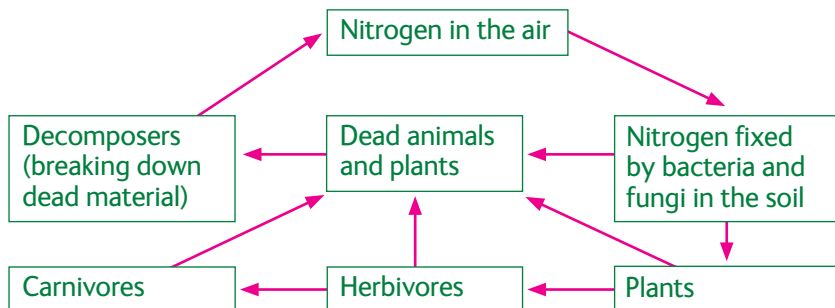 Nitrogen in the air
Decomposers
(breaking down
dead material)
Dead animals
and plants
Nitrogen fixed
by bacteria and
fungi in the soil
Carnivores
Herbivores
Plants